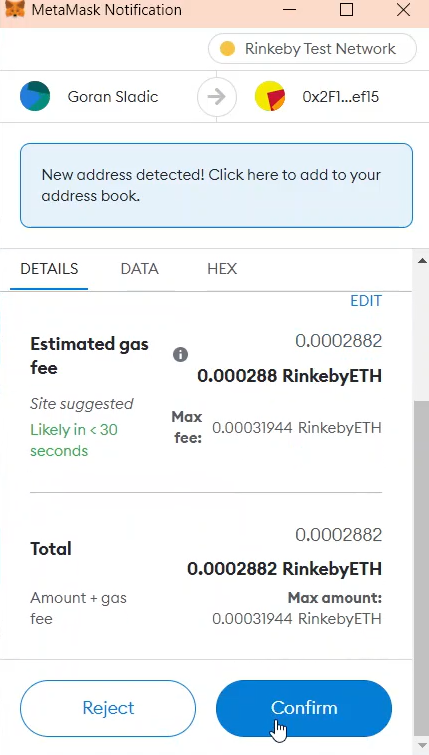 MetaMask Notification
Rinkeby Test Network
Goran Sladic
0x2F1...ef15
New address detected! Click here to add to your
address book.
DETAILS
DATA
HEX
EDIT
Estimated gas
fee
0.0002882
0.000288 RinkebyETH
Site suggested
Likely in < 30
seconds
Max
fee:
0.00031944 RinkebyETH
Total
0.0002882
0.0002882 RinkebyETH
Amount + gas
fee
Max amount:
0.00031944 RinkebyETH
Reject
Confirm